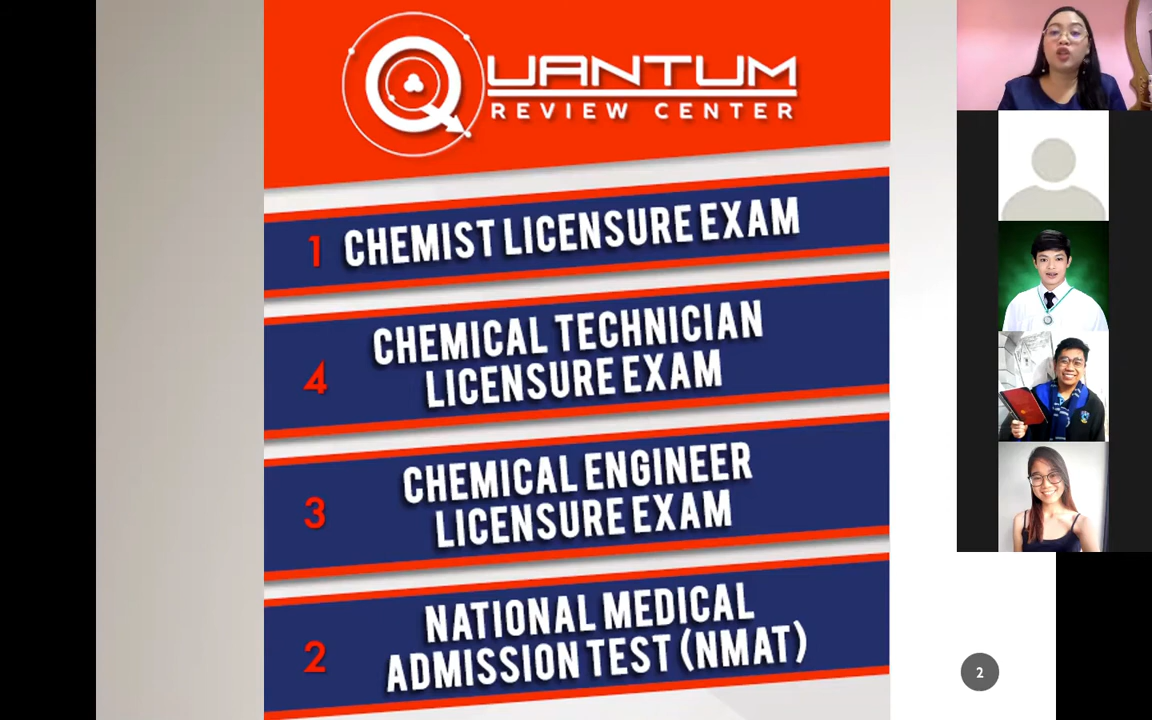 QUANTUM
REVIEW CENTER
1 CHEMIST LICENSURE EXAM
4 CHEMICAL TECHNICIAN
LICENSURE EXAM
3 CHEMICAL ENGINEER
LICENSURE EXAM
2 NATIONAL MEDICAL
ADMISSION TEST (NMAT)
2